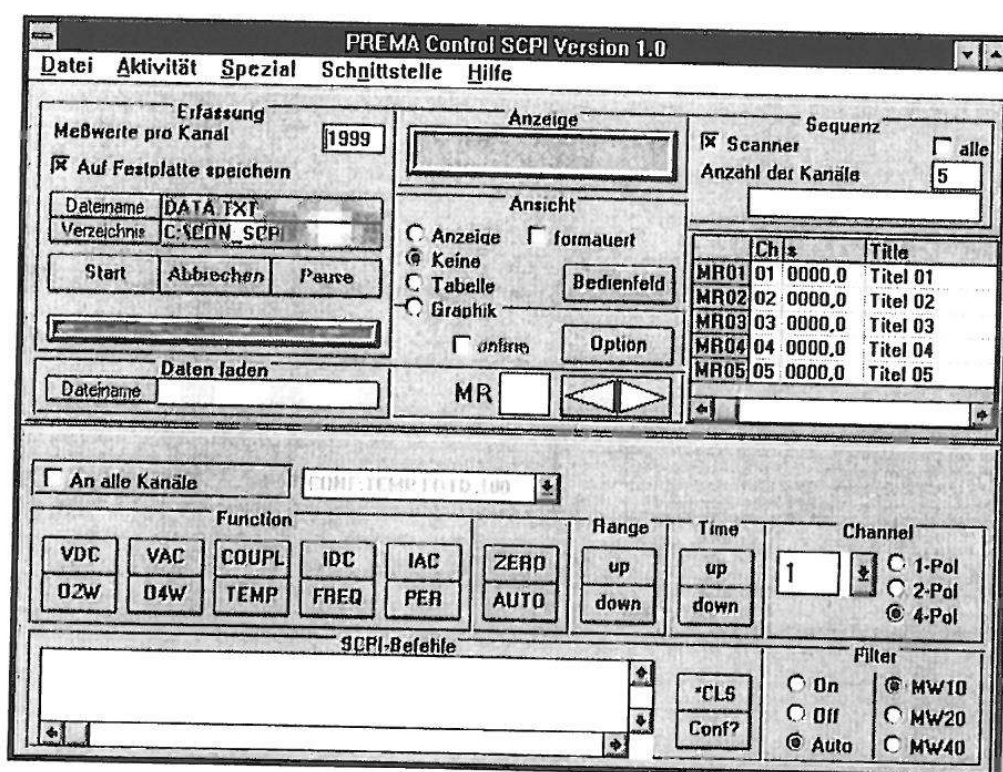 PREMA Control SCPI Version 1.0
Datei Aktivität Spezial Schnittstelle Hilfe
Erfassung
Meßwerte pro Kanal 1999
Auf Festplatte speichern
Dateiname DATA.TXT
Verzeichnis C:\SCON_SCPI
Start Abbrechen Pause
Daten laden
Dateiname
Anzeige
Ansicht
Anzeige formatiert
Keine
Tabelle
Bedienfeld
Graphik
online Option
MR
Sequenz
Scanner alle
Anzahl der Kanäle 5
Ch s Title
MR01 01 0000,0 Titel 01
MR02 02 0000,0 Titel 02
MR03 03 0000,0 Titel 03
MR04 04 0000,0 Titel 04
MR05 05 0000,0 Titel 05
An alle Kanäle
Function
VDC VAC COUPL IDC IAC
O2W O4W TEMP FREQ PER
ZERO
AUTO
Range
up
down
Time
up
down
Channel
1
1-Pol
2-Pol
4-Pol
SCPI-Befehle
*CLS
Conf?
Filter
On MW10
Off MW20
Auto MW40